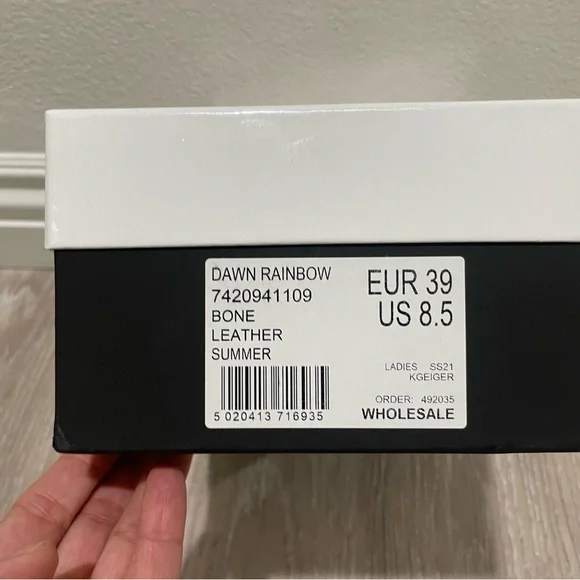 DAWN RAINBOW
7420941109
BONE
LEATHER
SUMMER
5 020413 716935
EUR 39
US 8.5
LADIES SS21
KGEIGER
ORDER: 492035
WHOLESALE